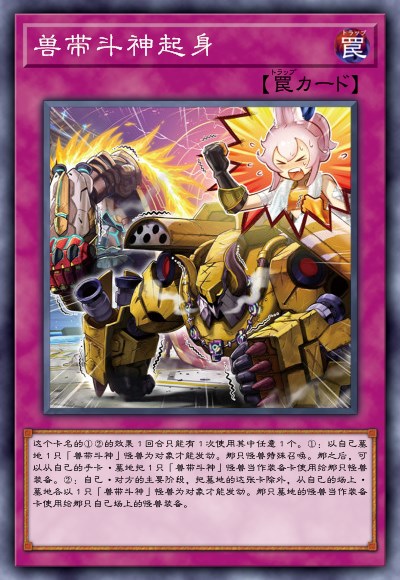 兽带斗神起身
罠
トラップ
【罠カード】
トラップ
这个卡名的①②的效果1回合只能有1次使用其中任意1个。①：以自己墓
地1只「兽带斗神」怪兽为对象才能发动。那只怪兽特殊召唤。那之后，可
以从自己的手卡·墓地把1只「兽带斗神」怪兽当作装备卡使用给那只怪兽
装备。②：自己·对方的主要阶段，把墓地的这张卡除外，从自己的场上·
墓地各以1只「兽带斗神」怪兽为对象才能发动。那只墓地的怪兽当作装备
卡使用给那只自己场上的怪兽装备。